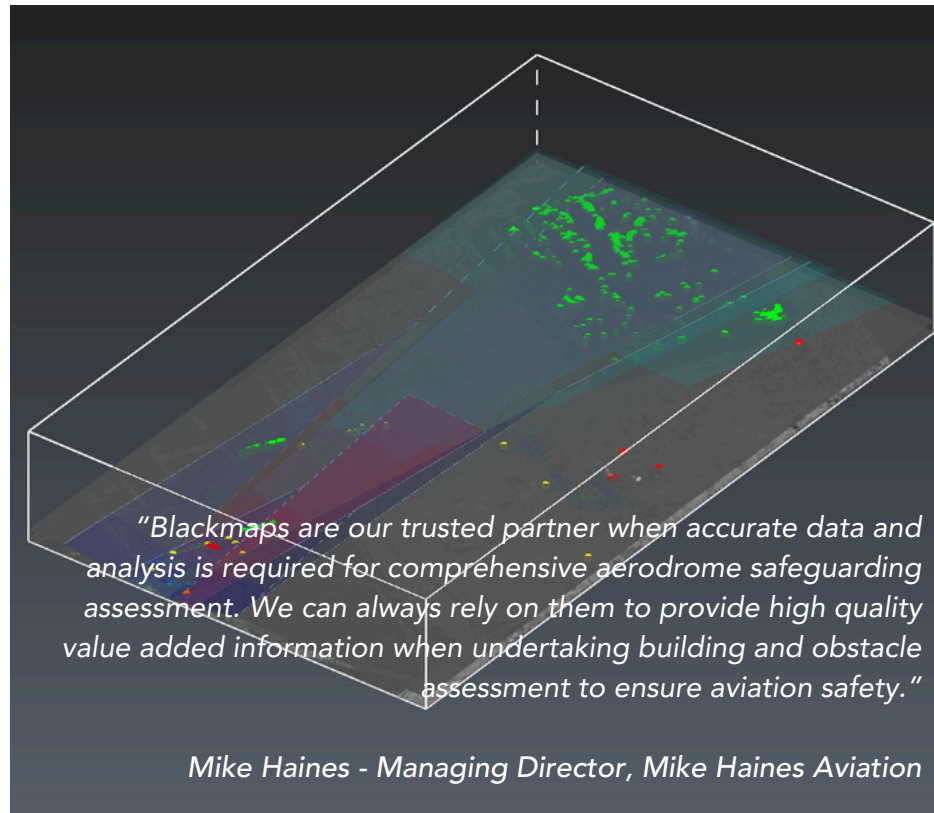 “Blackmaps are our trusted partner when accurate data and
analysis is required for comprehensive aerodrome safeguarding
assessment. We can always rely on them to provide high quality
value added information when undertaking building and obstacle
assessment to ensure aviation safety.”
Mike Haines - Managing Director, Mike Haines Aviation